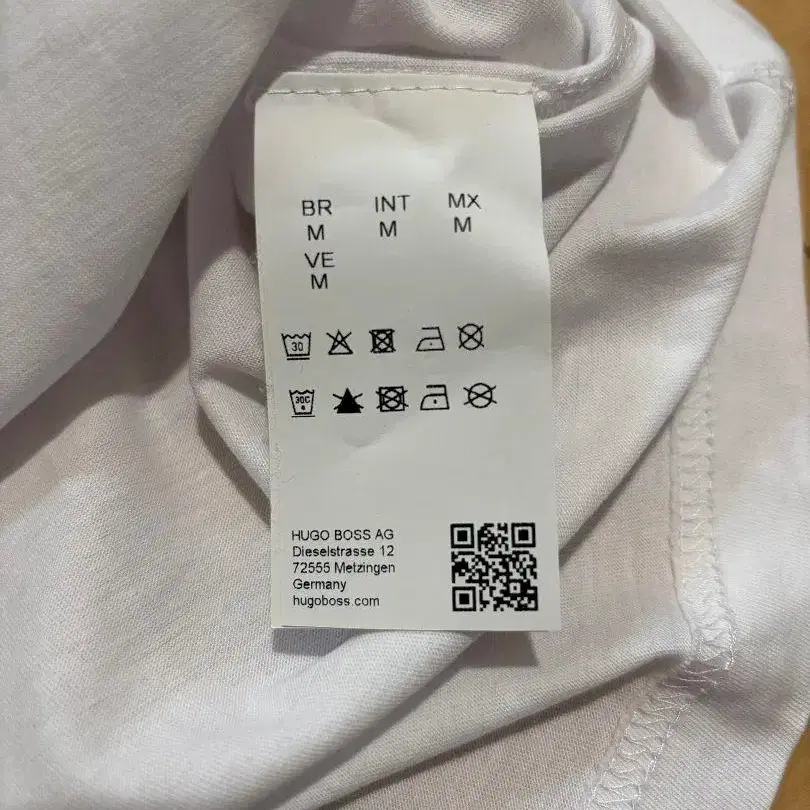 BR INT MX
M M M
VE
M
30
30C
HUGO BOSS AG
Dieselstrasse 12
72555 Metzingen
Germany
hugoboss.com